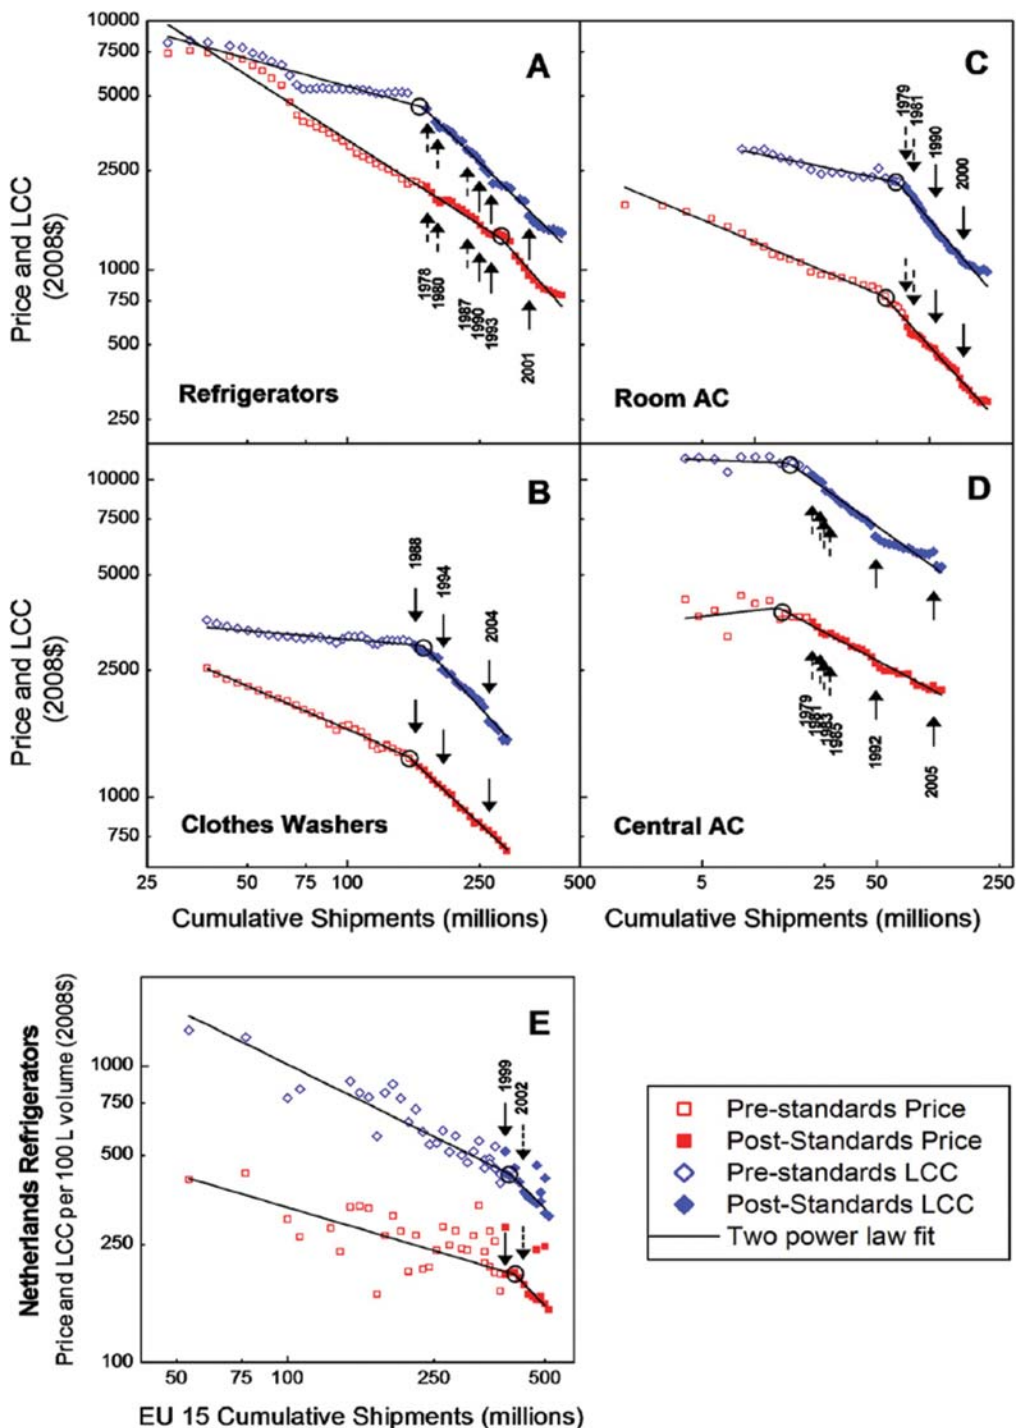 10000
7500
5000
2500
1000
750
500
250
Price and LCC
(2008$)
A
1978
1980
1987
1990
1993
2001
Refrigerators
C
1979
1981
1990
2000
Room AC
10000
7500
5000
2500
1000
750
Price and LCC
(2008$)
B
1988
1994
2004
Clothes Washers
D
1979
1981
1983
1985
1992
2005
Central AC
25 50 75 100 250 500
5 25 50 250
Cumulative Shipments (millions)
Cumulative Shipments (millions)
Netherlands Refrigerators
Price and LCC per 100 L volume (2008$)
1000
750
500
250
100
E
1999
2002
50 75 100 250 500
EU 15 Cumulative Shipments (millions)
Pre-standards Price
Post-Standards Price
Pre-standards LCC
Post-Standards LCC
Two power law fit